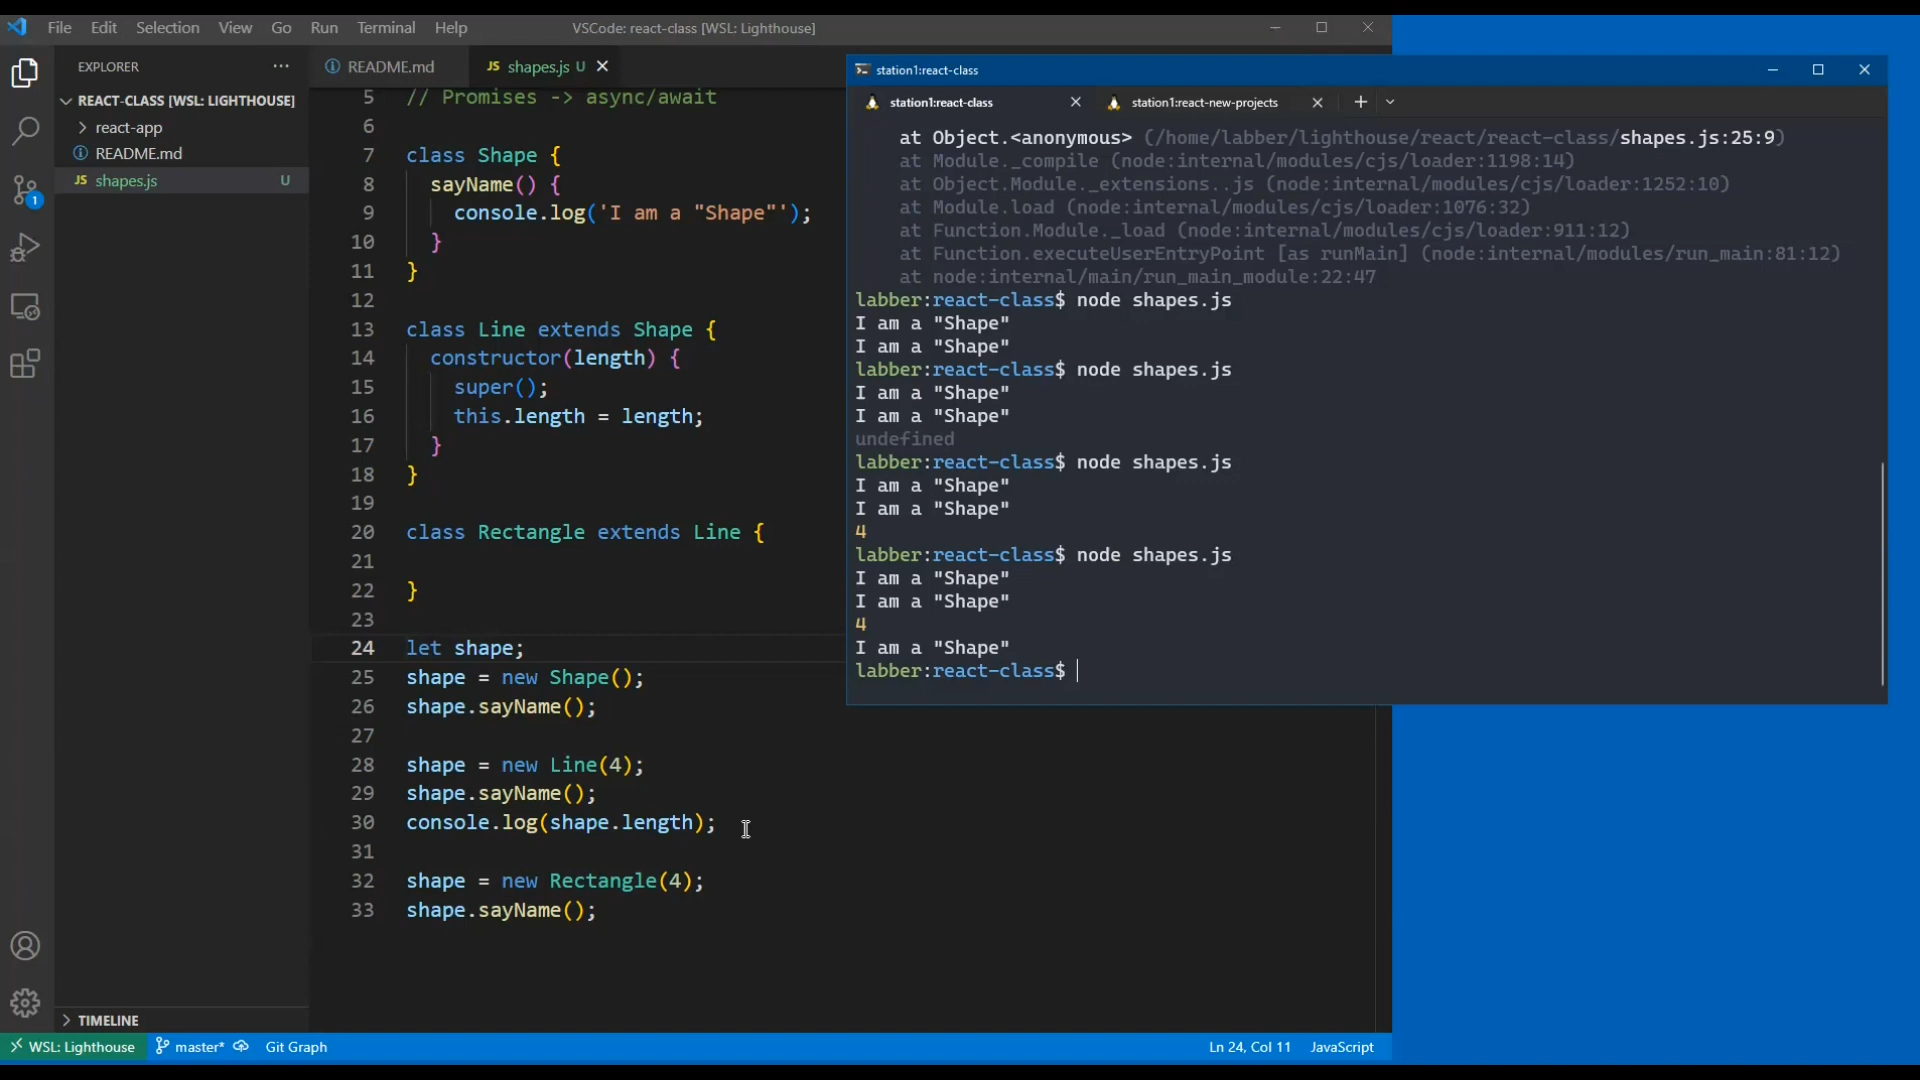 File Edit Selection View Go Run Terminal Help VSCode: react-class [WSL: Lighthouse]
EXPLORER ...
REACT-CLASS [WSL: LIGHTHOUSE]
react-app
README.md
JS shapes.js U
1
TIMELINE
README.md JS shapes.js U
5 // Promises -> async/await
6
7 class Shape {
8 sayName() {
9 console.log('I am a "Shape"');
10 }
11 }
12
13 class Line extends Shape {
14 constructor(length) {
15 super();
16 this.length = length;
17 }
18 }
19
20 class Rectangle extends Line {
21
22 }
23
24 let shape;
25 shape = new Shape();
26 shape.sayName();
27
28 shape = new Line(4);
29 shape.sayName();
30 console.log(shape.length);
31
32 shape = new Rectangle(4);
33 shape.sayName();
station1:react-class
station1:react-class station1:react-new-projects
at Object.<anonymous> (/home/labber/lighthouse/react/react-class/shapes.js:25:9)
at Module._compile (node:internal/modules/cjs/loader:1198:14)
at Object.Module._extensions..js (node:internal/modules/cjs/loader:1252:10)
at Module.load (node:internal/modules/cjs/loader:1076:32)
at Function.Module._load (node:internal/modules/cjs/loader:911:12)
at Function.executeUserEntryPoint [as runMain] (node:internal/modules/run_main:81:12)
at node:internal/main/run_main_module:22:47
labber:react-class$ node shapes.js
I am a "Shape"
I am a "Shape"
labber:react-class$ node shapes.js
I am a "Shape"
I am a "Shape"
undefined
labber:react-class$ node shapes.js
I am a "Shape"
I am a "Shape"
4
labber:react-class$ node shapes.js
I am a "Shape"
I am a "Shape"
4
I am a "Shape"
labber:react-class$
WSL: Lighthouse master* Git Graph Ln 24, Col 11 JavaScript